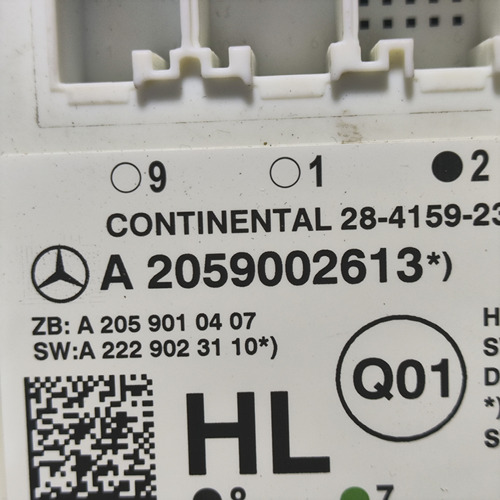 9 1 2
CONTINENTAL 28-4159-23
A 2059002613*)
ZB: A 205 901 04 07
SW:A 222 902 31 10*)
Q01
H
S
D
*)
S
HL
8 7